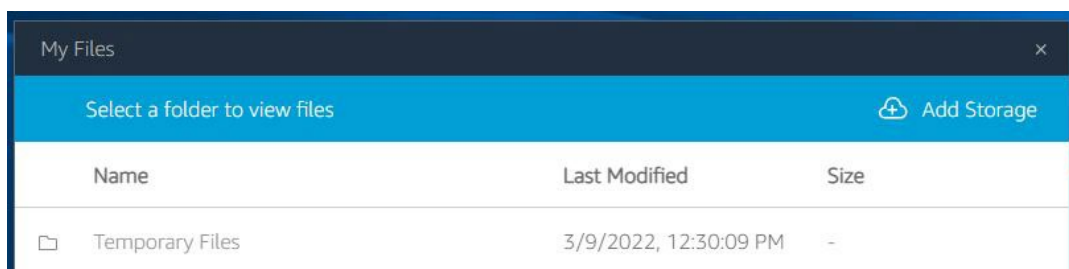 My Files ×
Select a folder to view files Add Storage
Name Last Modified Size
Temporary Files 3/9/2022, 12:30:09 PM -